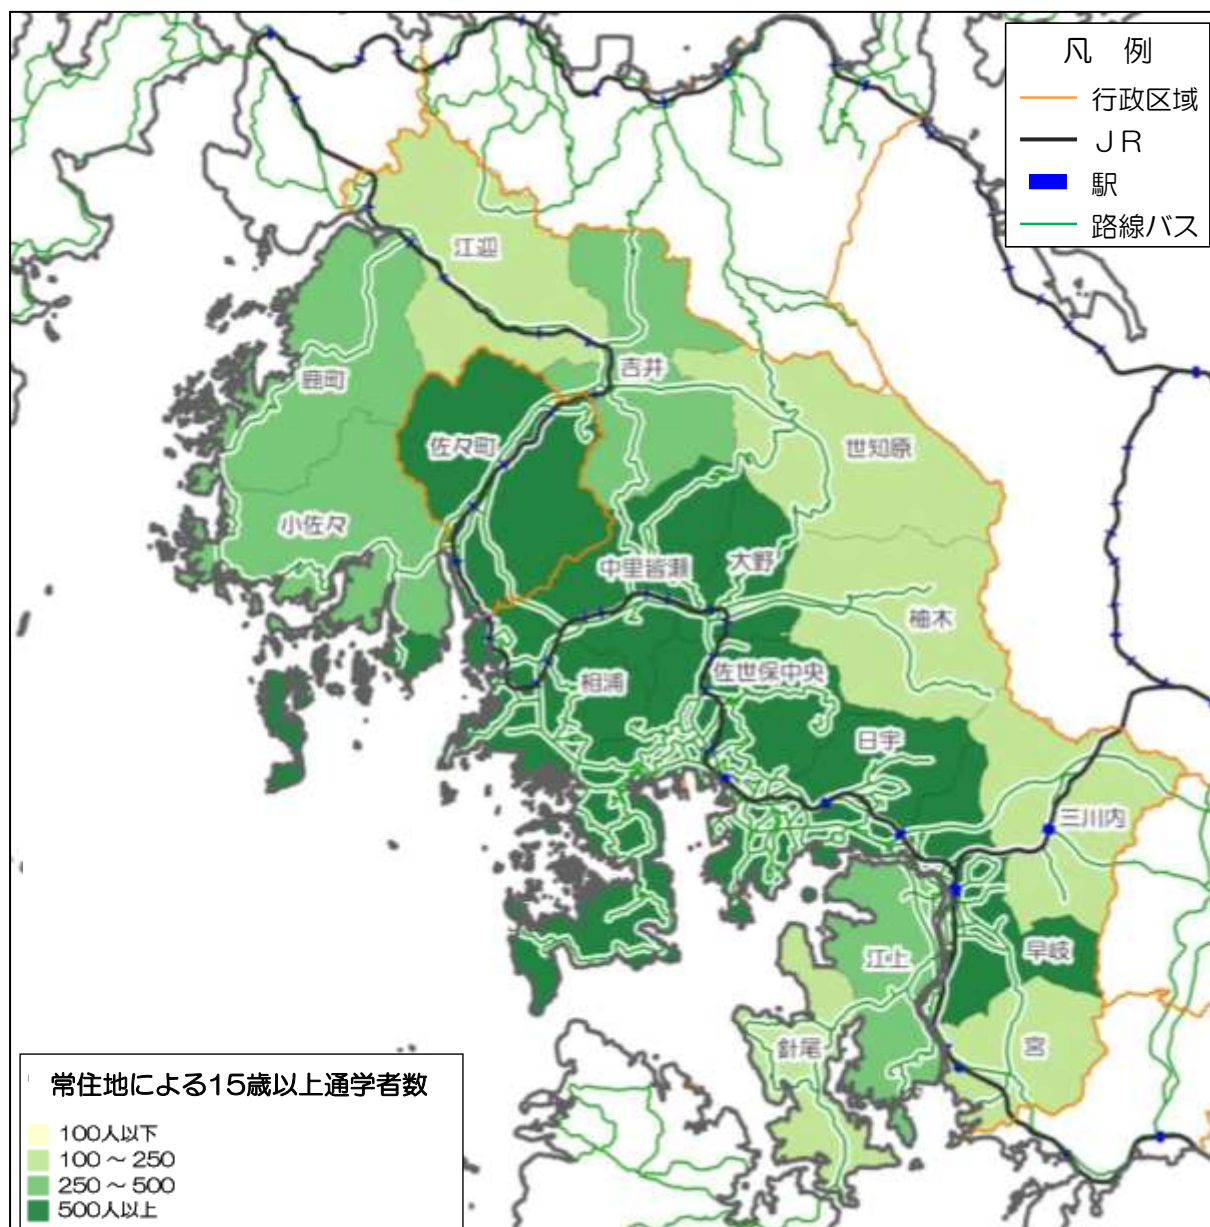 凡 例
行政区域
ＪＲ
駅
路線バス
江迎
鹿町
吉井
佐々町
世知原
小佐々
中里皆瀬
大野
柚木
相浦
佐世保中央
日宇
三川内
江上
早岐
針尾
宮
常住地による15歳以上通学者数
100人以下
100～250
250～500
500人以上